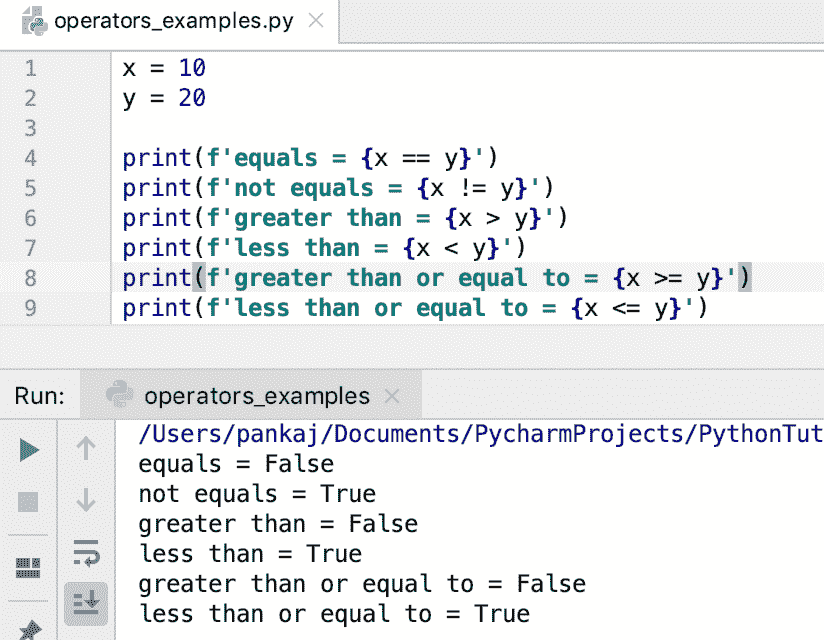 operators_examples.py
1 x = 10
2 y = 20
3
4 print(f'equals = {x == y}')
5 print(f'not equals = {x != y}')
6 print(f'greater than = {x > y}')
7 print(f'less than = {x < y}')
8 print(f'greater than or equal to = {x >= y}')
9 print(f'less than or equal to = {x <= y}')
Run: operators_examples
/Users/pankaj/Documents/PycharmProjects/PythonTut
equals = False
not equals = True
greater than = False
less than = True
greater than or equal to = False
less than or equal to = True